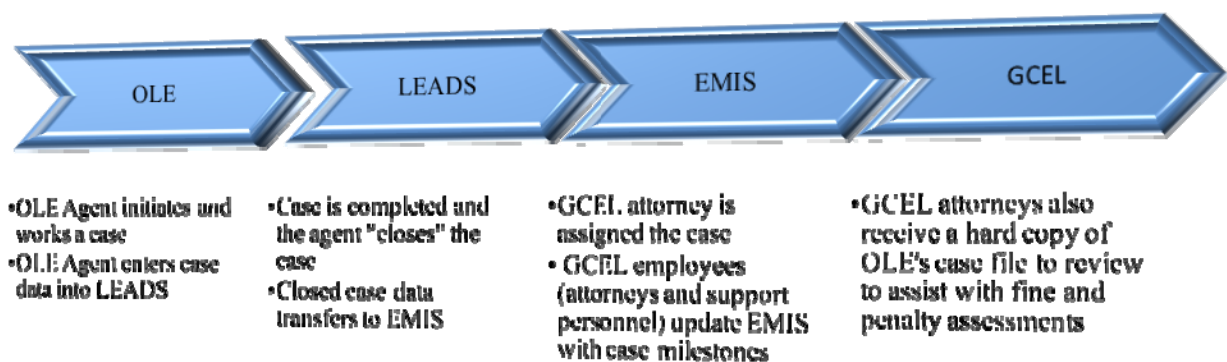 OLE
LEADS
EMIS
GCEL
•OLE Agent initiates and
works a case
•OLE Agent enters case
data into LEADS
•Case is completed and
the agent "closes" the
case
•Closed case data
transfers to EMIS
•GCEL attorney is
assigned the case
• GCEL employees
(attorneys and support
personnel) update EMIS
with case milestones
•GCEL attorneys also
receive a hard copy of
OLE's case file to review
to assist with fine and
penalty assessments